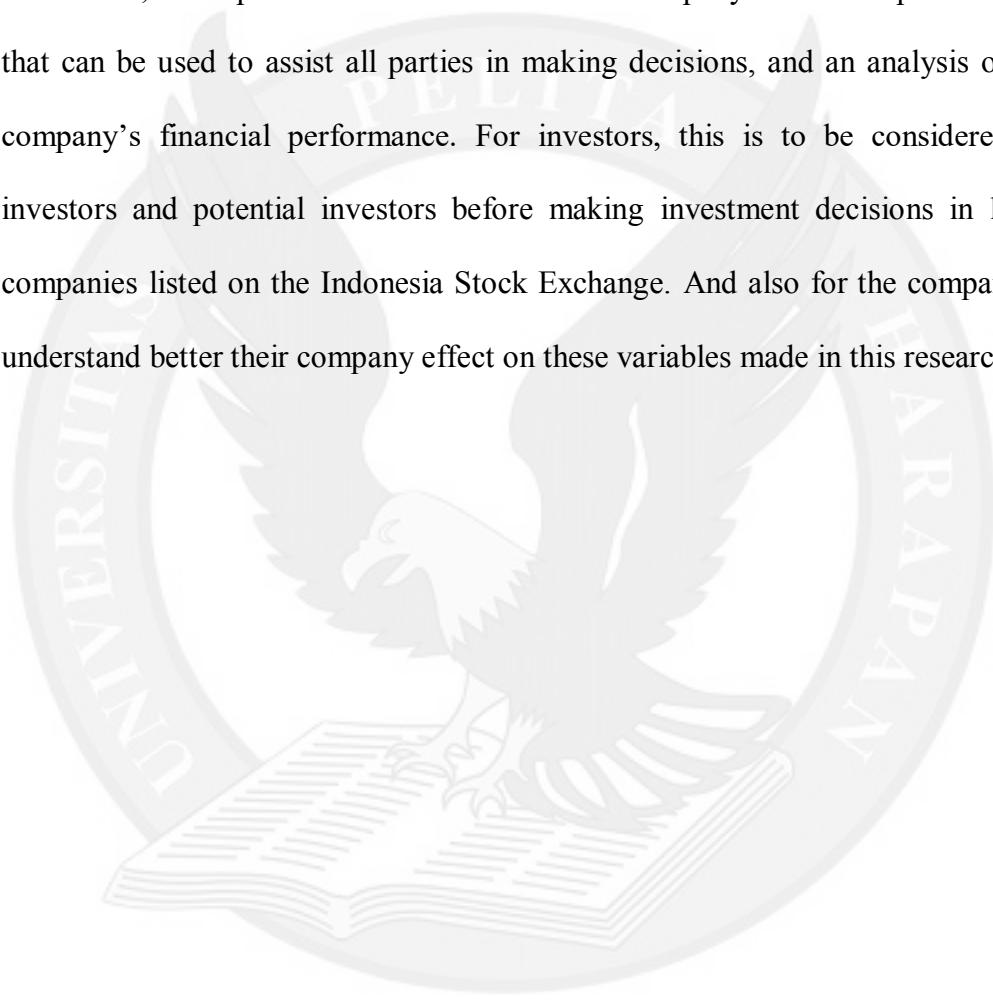 that can be used to assist all parties in making decisions, and an analysis
company's financial performance. For investors, this is to be
investors and potential investors before making investment decisions in
companies listed on the Indonesia Stock Exchange. And also for the
understand better their company effect on these variables made in this
UNIVERSITAS PELITA HARAPAN